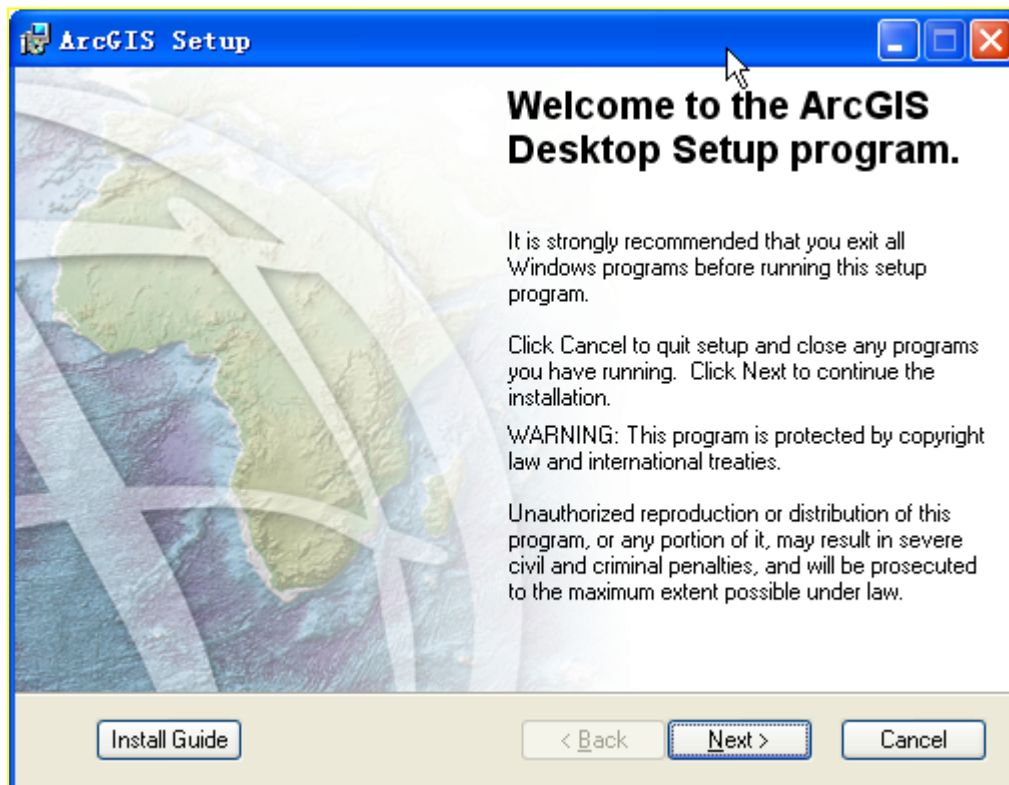 ArcGIS Setup
Welcome to the ArcGIS
Desktop Setup program.
It is strongly recommended that you exit all
Windows programs before running this setup
program.
Click Cancel to quit setup and close any programs
you have running.  Click Next to continue the
installation.
WARNING: This program is protected by copyright
law and international treaties.
Unauthorized reproduction or distribution of this
program, or any portion of it, may result in severe
civil and criminal penalties, and will be prosecuted
to the maximum extent possible under law.
Install Guide
< Back
Next >
Cancel